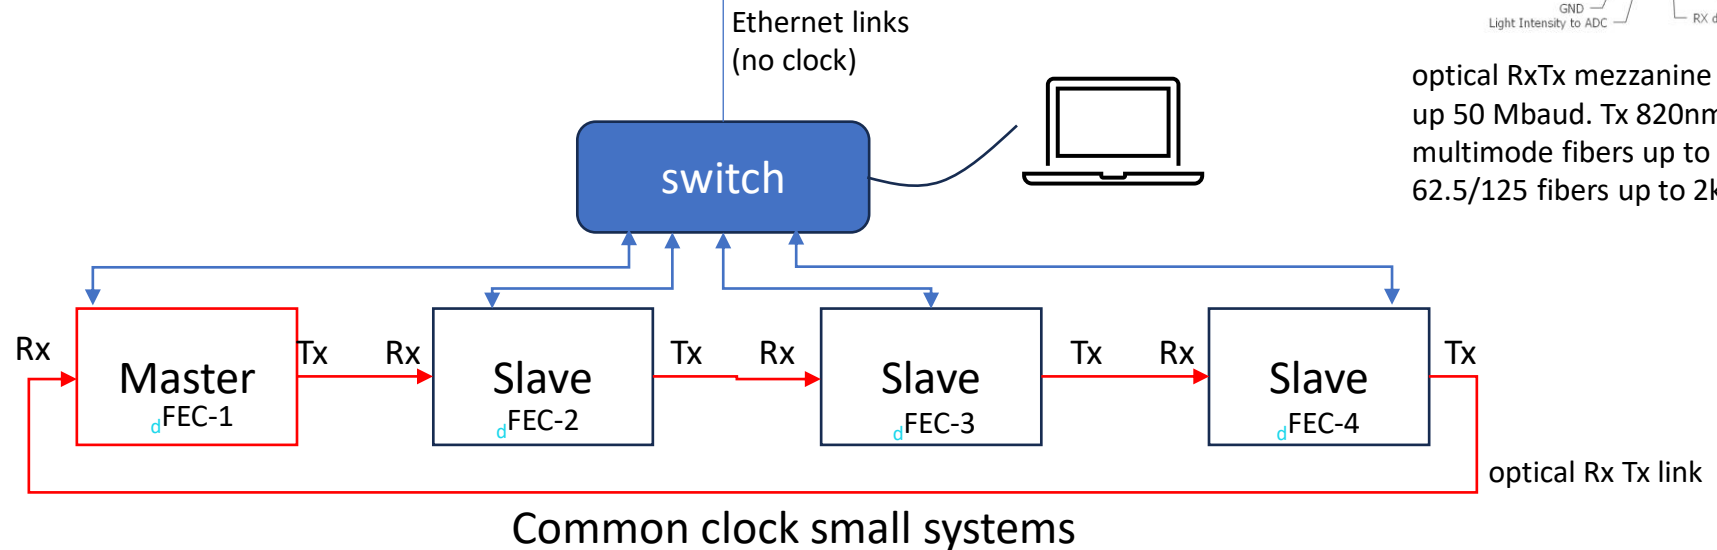 Ethernet links
(no clock)
GND
Light Intensity to ADC
RX d
optical RxTx mezzanine
up 50 Mbaud. Tx 820nm
multimode fibers up to
62.5/125 fibers up to 2k
switch
Rx
Master
dFEC-1
Tx
Rx
Slave
dFEC-2
Tx
Rx
Slave
dFEC-3
Tx
Rx
Slave
dFEC-4
Tx
optical Rx Tx link
Common clock small systems